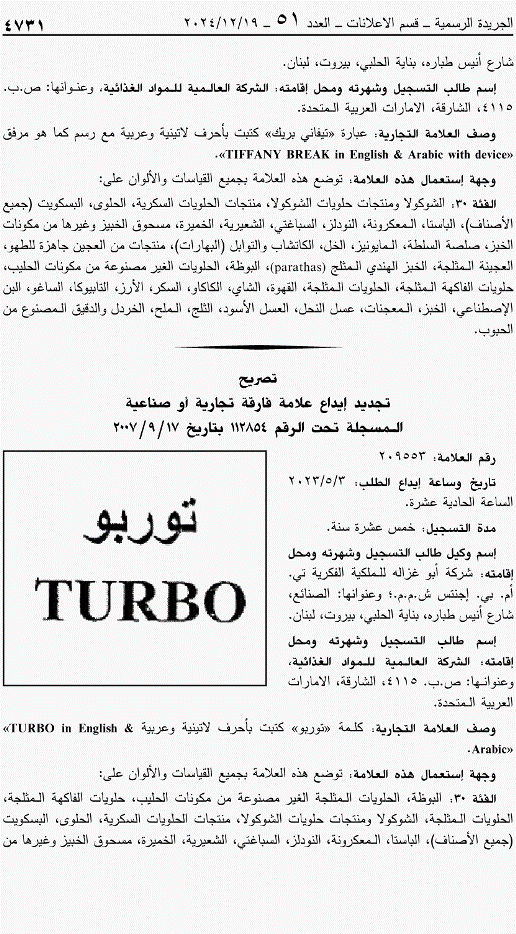 الجريدة الرسمية – قسم الاعلانات – العدد ٥١ – ٢٠٢٤/١٢/١٩
٤٧٣١
شارع أنيس طباره، بناية الحلبي، بيروت، لبنان.
إسم طالب التسجيل وشهرته ومحل إقامته: الشركة العالمية للمواد الغذائية، وعنوانها: ص.ب.
٤١١٥، الشارقة، الامارات العربية المتحدة.
وصف العلامة التجارية: عبارة «تيفاني بريك» كتبت بأحرف لاتينية وعربية مع رسم كما هو مرفق
«TIFFANY BREAK in English & Arabic with device».
وجهة إستعمال هذه العلامة: توضع هذه العلامة بجميع القياسات والألوان على:
الفئة ٣٠: الشوكولا ومنتجات حلويات الشوكولا، منتجات الحلويات السكرية، الحلوى، البسكويت (جميع
الأصناف)، الباستا، المعكرونة، النودلز، السباغتي، الشعيرية، الخميرة، مسحوق الخبيز وغيرها من مكونات
الخبز، صلصة السلطة، المايونيز، الخل، الكاتشاب والتوابل (البهارات)، منتجات من العجين جاهزة للطهو،
العجينة المثلجة، الخبز الهندي المثلج (parathas)، البوظة، الحلويات الغير مصنوعة من مكونات الحليب،
حلويات الفاكهة المثلجة، الحلويات المثلجة، القهوة، الشاي، الكاكاو، السكر، الأرز، التابيوكا، الساغو، البن
الإصطناعي، الخبز، المعجنات، عسل النحل، العسل الأسود، الثلج، الملح، الخردل والدقيق المصنوع من
الحبوب.
تصريح
تجديد إيداع علامة فارقة تجارية أو صناعية
المسجلة تحت الرقم ١١٢٨٥٤ بتاريخ ٢٠٠٧/٩/١٧
رقم العلامة: ٢٠٩٥٥٣
تاريخ وساعة إيداع الطلب: ٢٠٢٣/٥/٣
الساعة الحادية عشرة.
مدة التسجيل: خمس عشرة سنة.
إسم وكيل طالب التسجيل وشهرته ومحل
إقامته: شركة أبو غزاله للملكية الفكرية تي.
أم. بي. إجنتس ش.م.م.؛ وعنوانها: الصنائع،
شارع أنيس طباره، بناية الحلبي، بيروت، لبنان.
إسم طالب التسجيل وشهرته ومحل
إقامته: الشركة العالمية للمواد الغذائية،
وعنوانها: ص.ب. ٤١١٥، الشارقة، الامارات
العربية المتحدة.
توربو
TURBO
وصف العلامة التجارية: كلمة «توربو» كتبت بأحرف لاتينية وعربية «TURBO in English &
Arabic».
وجهة إستعمال هذه العلامة: توضع هذه العلامة بجميع القياسات والألوان على:
الفئة ٣٠: البوظة، الحلويات المثلجة الغير مصنوعة من مكونات الحليب، حلويات الفاكهة المثلجة،
الحلويات المثلجة، الشوكولا ومنتجات حلويات الشوكولا، منتجات الحلويات السكرية، الحلوى، البسكويت
(جميع الأصناف)، الباستا، المعكرونة، النودلز، السباغتي، الشعيرية، الخميرة، مسحوق الخبيز وغيرها من